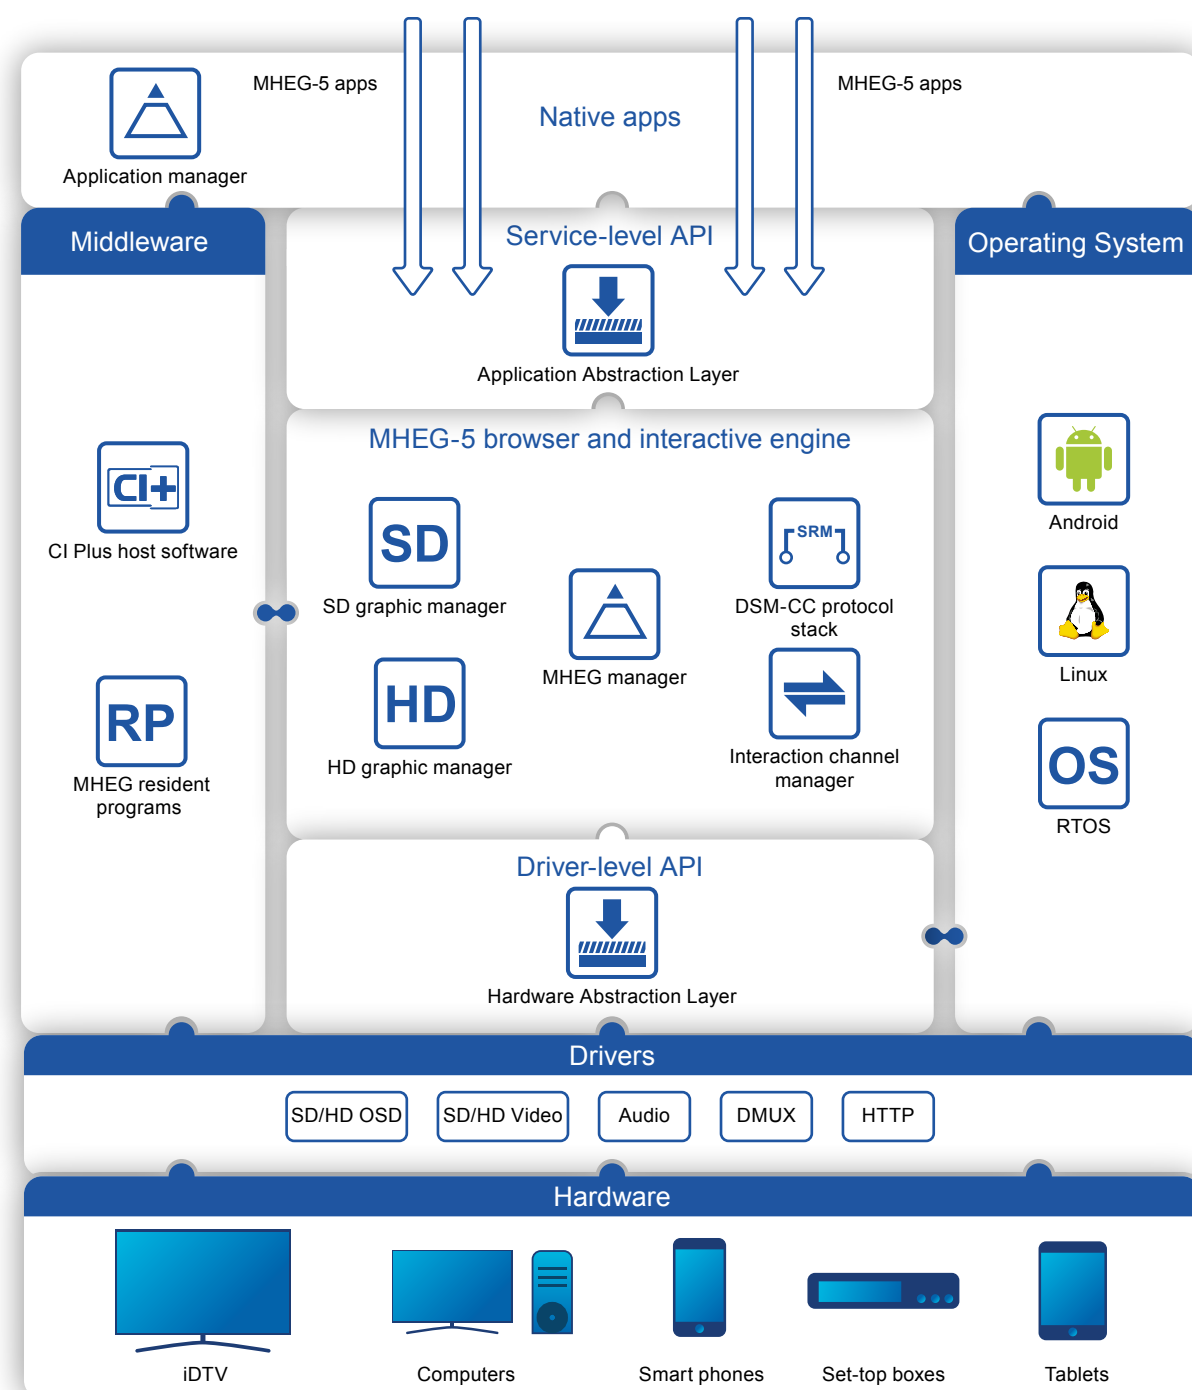 MHEG-5 apps
MHEG-5 apps
Native apps
Application manager
Middleware
Service-level API
Operating System
Application Abstraction Layer
MHEG-5 browser and interactive engine
CI+
CI Plus host software
SD
SD graphic manager
SRM
DSM-CC protocol
stack
Android
MHEG manager
Linux
RP
MHEG resident
programs
HD
HD graphic manager
Interaction channel
manager
OS
RTOS
Driver-level API
Hardware Abstraction Layer
Drivers
SD/HD OSD
SD/HD Video
Audio
DMUX
HTTP
Hardware
iDTV
Computers
Smart phones
Set-top boxes
Tablets